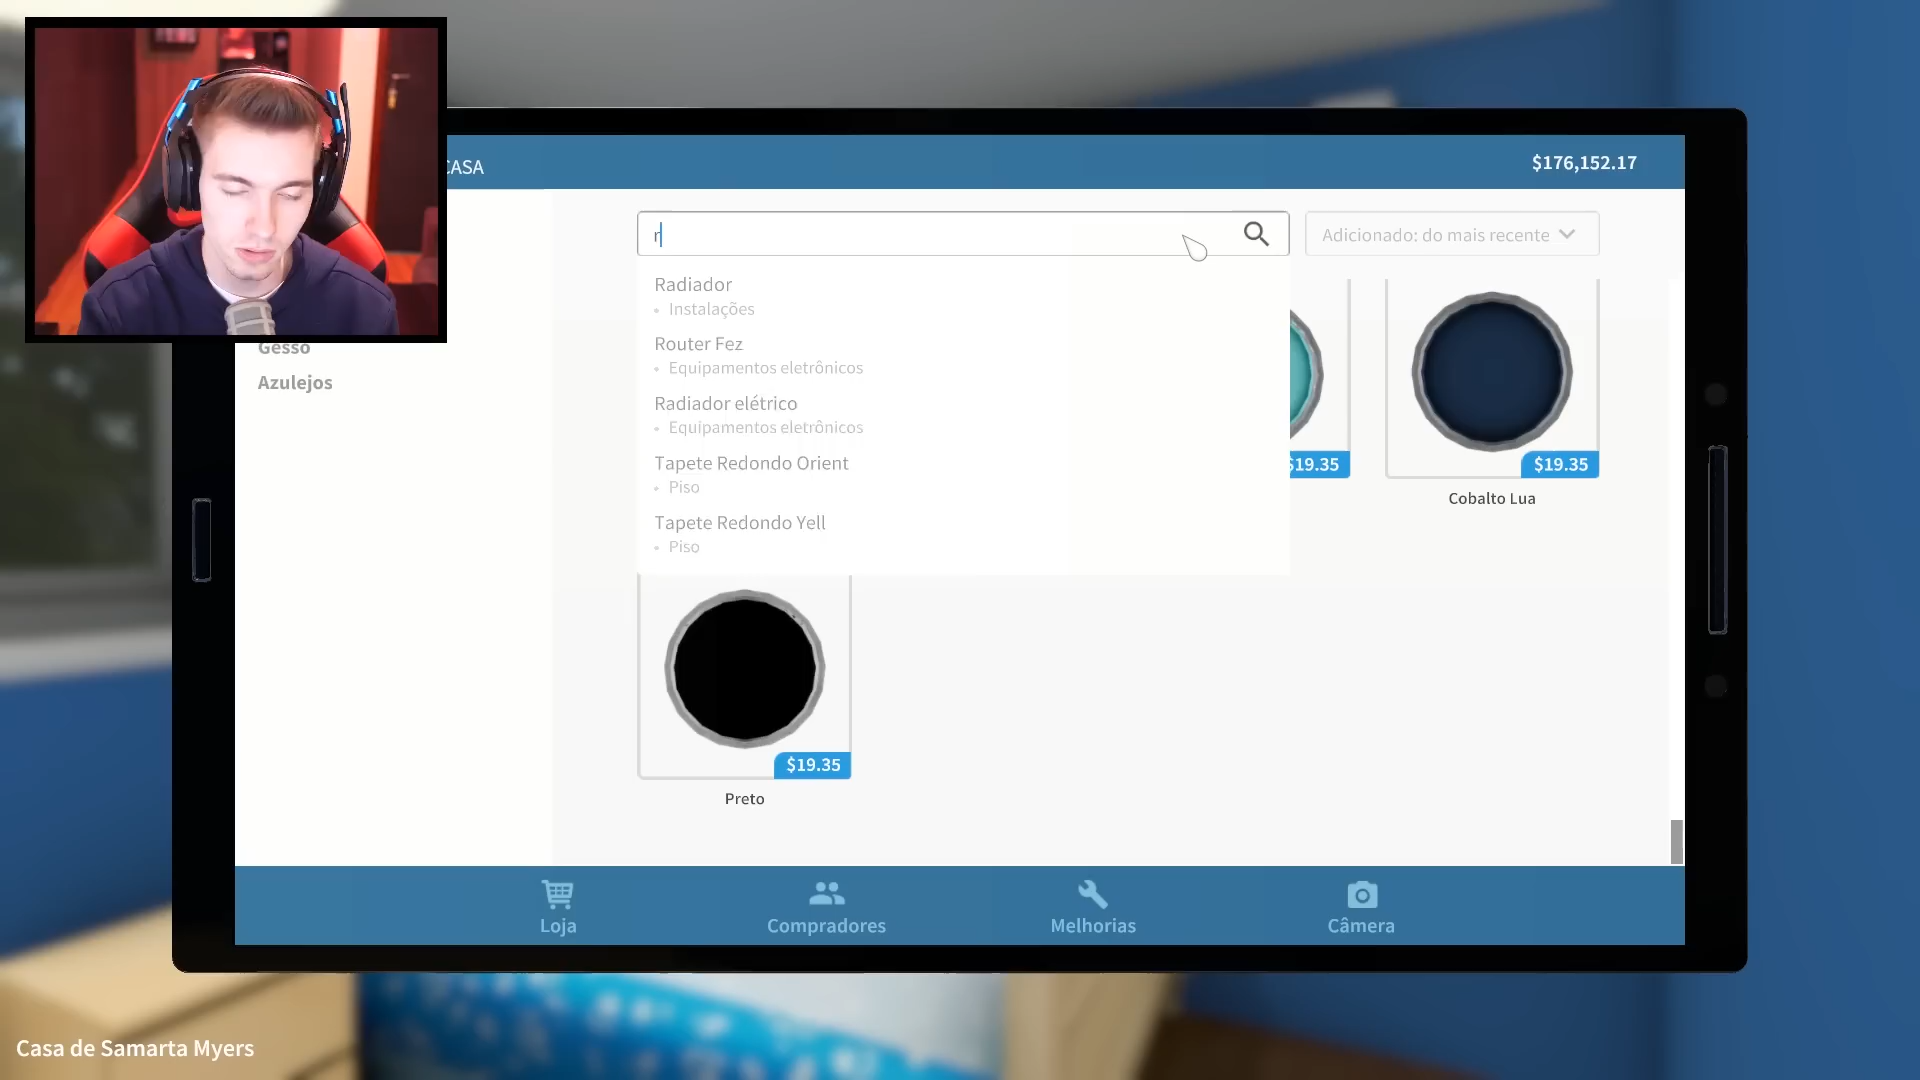 CASA
$176,152.17
r
Adicionado: do mais recente
Radiador
• Instalações
Router Fez
• Equipamentos eletrônicos
Radiador elétrico
• Equipamentos eletrônicos
Tapete Redondo Orient
• Piso
Tapete Redondo Yell
• Piso
Gesso
Azulejos
$19.35
$19.35
Cobalto Lua
$19.35
Preto
Loja
Compradores
Melhorias
Câmera
Casa de Samarta Myers